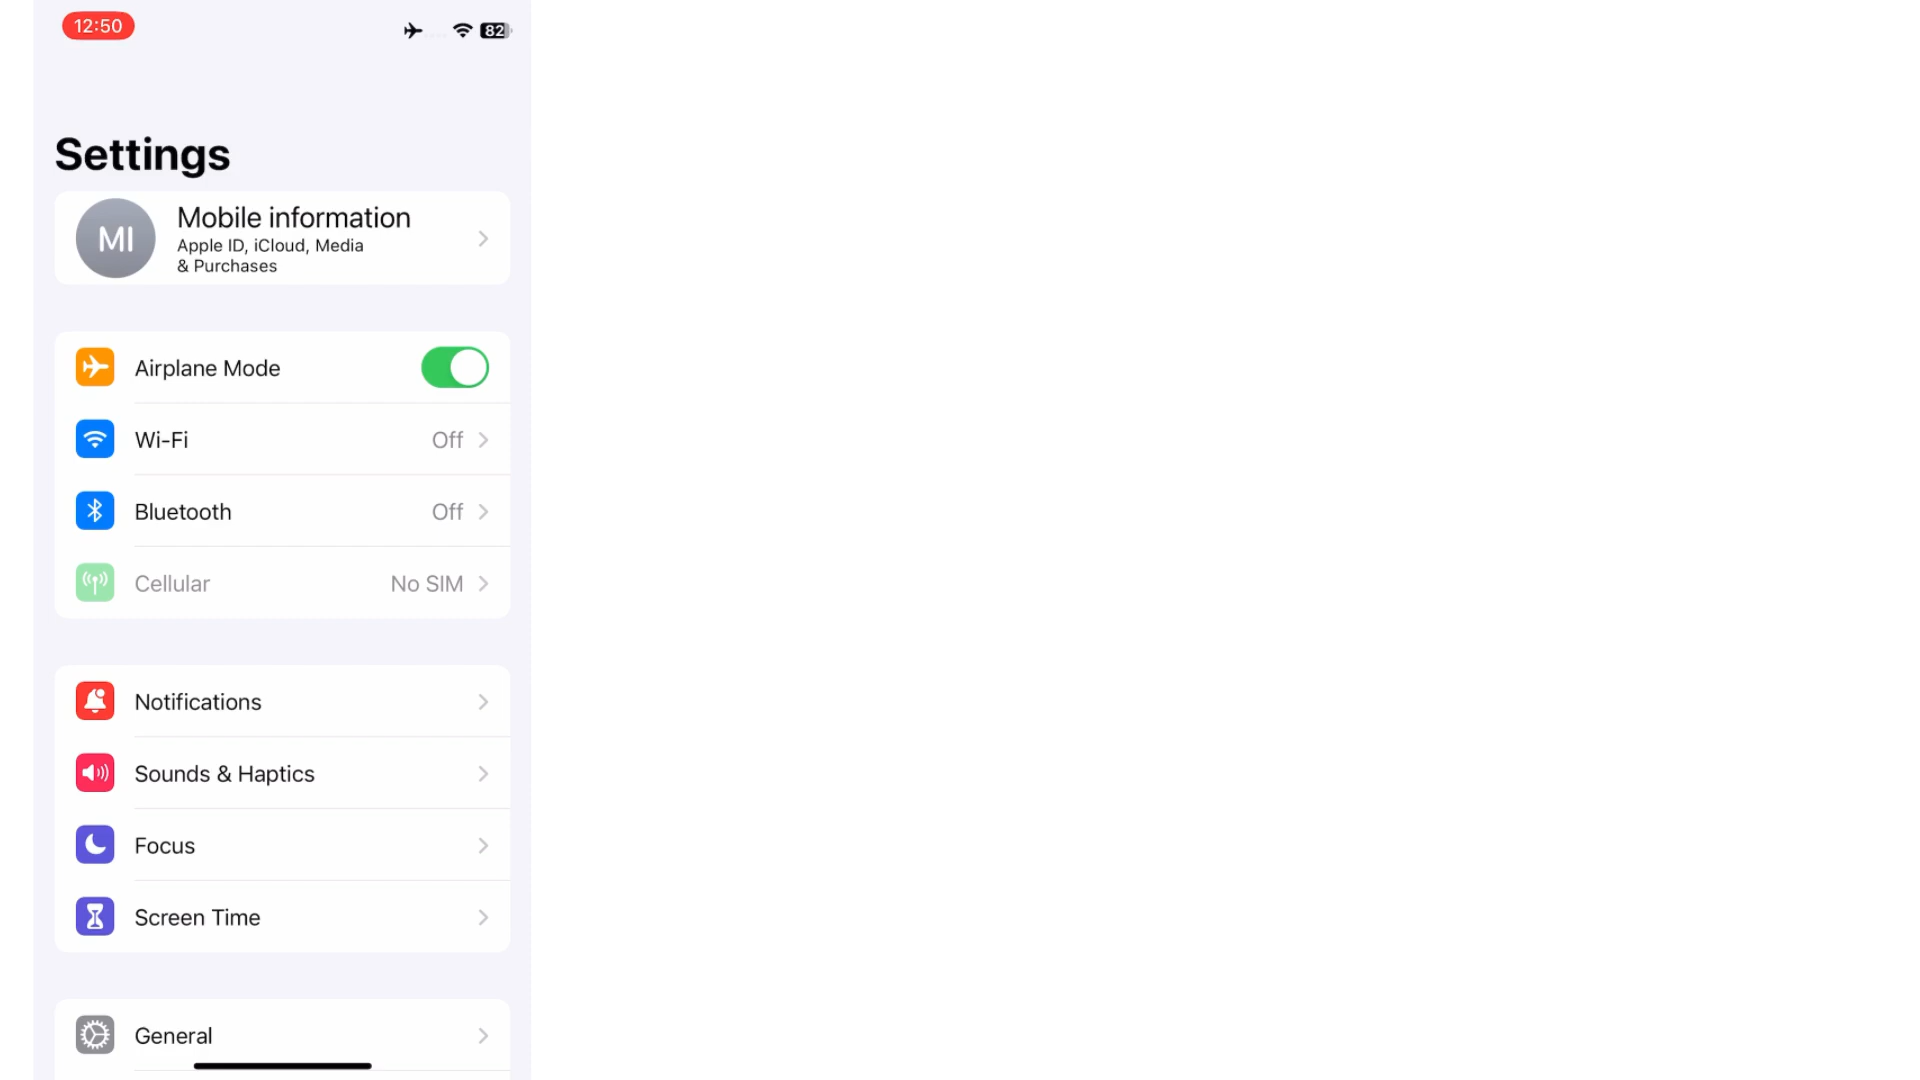 12:50
82
Settings
MI
Mobile information
Apple ID, iCloud, Media
& Purchases
Airplane Mode
Wi-Fi
Off
Bluetooth
Off
Cellular
No SIM
Notifications
Sounds & Haptics
Focus
Screen Time
General